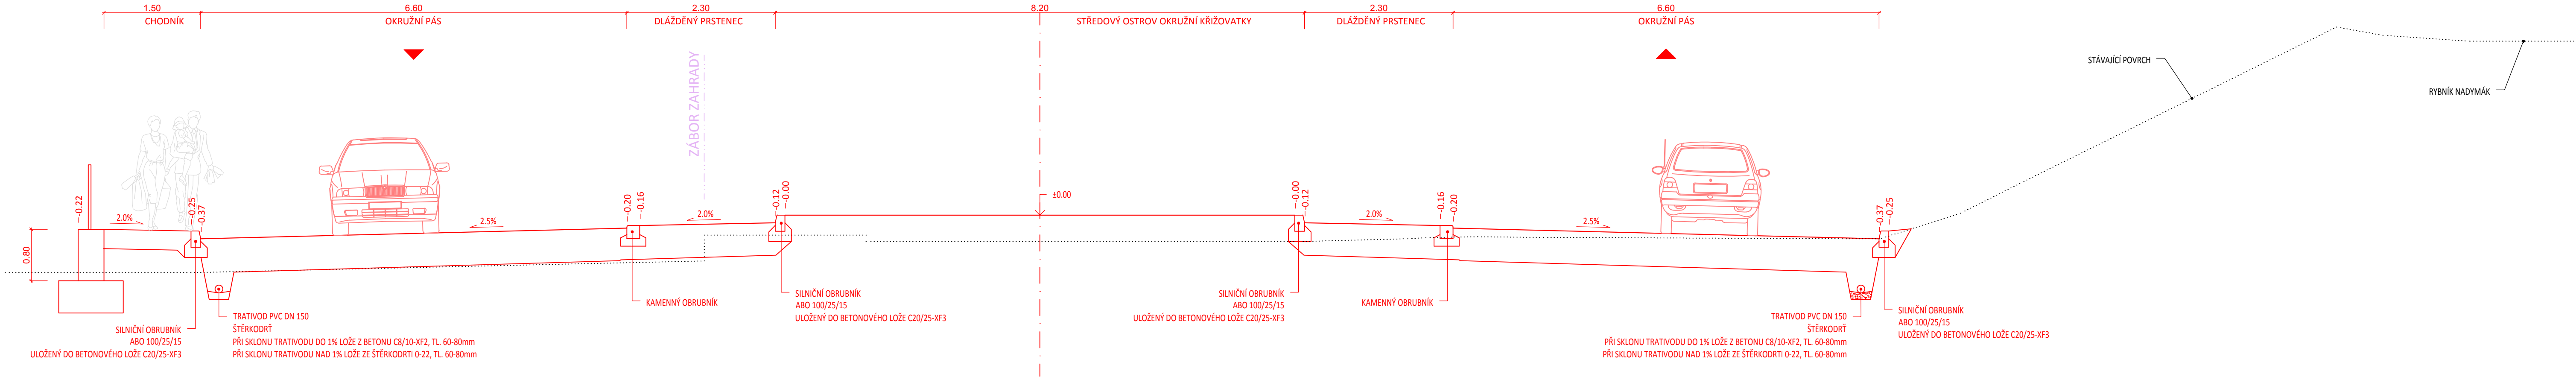 1.50
6.60
2.30
8.20
2.30
6.60
CHODNÍK
OKRUŽNÍ PÁS
DLÁŽDĚNÝ PRSTENEC
STŘEDOVÝ OSTROV OKRUŽNÍ KŘIŽOVATKY
DLÁŽDĚNÝ PRSTENEC
OKRUŽNÍ PÁS
ZÁBOR ZAHRADY
STÁVAJÍCÍ POVRCH
RYBNÍK NADYMÁK
-0.22
2.0%
-0.25
-0.37
2.5%
-0.20
-0.16
2.0%
-0.12
-0.00
±0.00
-0.00
-0.12
2.0%
-0.16
-0.20
2.5%
-0.37
-0.25
0.80
SILNIČNÍ OBRUBNÍK
ABO 100/25/15
ULOŽENÝ DO BETONOVÉHO LOŽE C20/25-XF3
TRATIVOD PVC DN 150
ŠTĚRKODRŤ
PŘI SKLONU TRATIVODU DO 1% LOŽE Z BETONU C8/10-XF2, TL. 60-80mm
PŘI SKLONU TRATIVODU NAD 1% LOŽE ZE ŠTĚRKODRTI 0-22, TL. 60-80mm
KAMENNÝ OBRUBNÍK
SILNIČNÍ OBRUBNÍK
ABO 100/25/15
ULOŽENÝ DO BETONOVÉHO LOŽE C20/25-XF3
SILNIČNÍ OBRUBNÍK
ABO 100/25/15
ULOŽENÝ DO BETONOVÉHO LOŽE C20/25-XF3
KAMENNÝ OBRUBNÍK
TRATIVOD PVC DN 150
ŠTĚRKODRŤ
PŘI SKLONU TRATIVODU DO 1% LOŽE Z BETONU C8/10-XF2, TL. 60-80mm
PŘI SKLONU TRATIVODU NAD 1% LOŽE ZE ŠTĚRKODRTI 0-22, TL. 60-80mm
SILNIČNÍ OBRUBNÍK
ABO 100/25/15
ULOŽENÝ DO BETONOVÉHO LOŽE C20/25-XF3